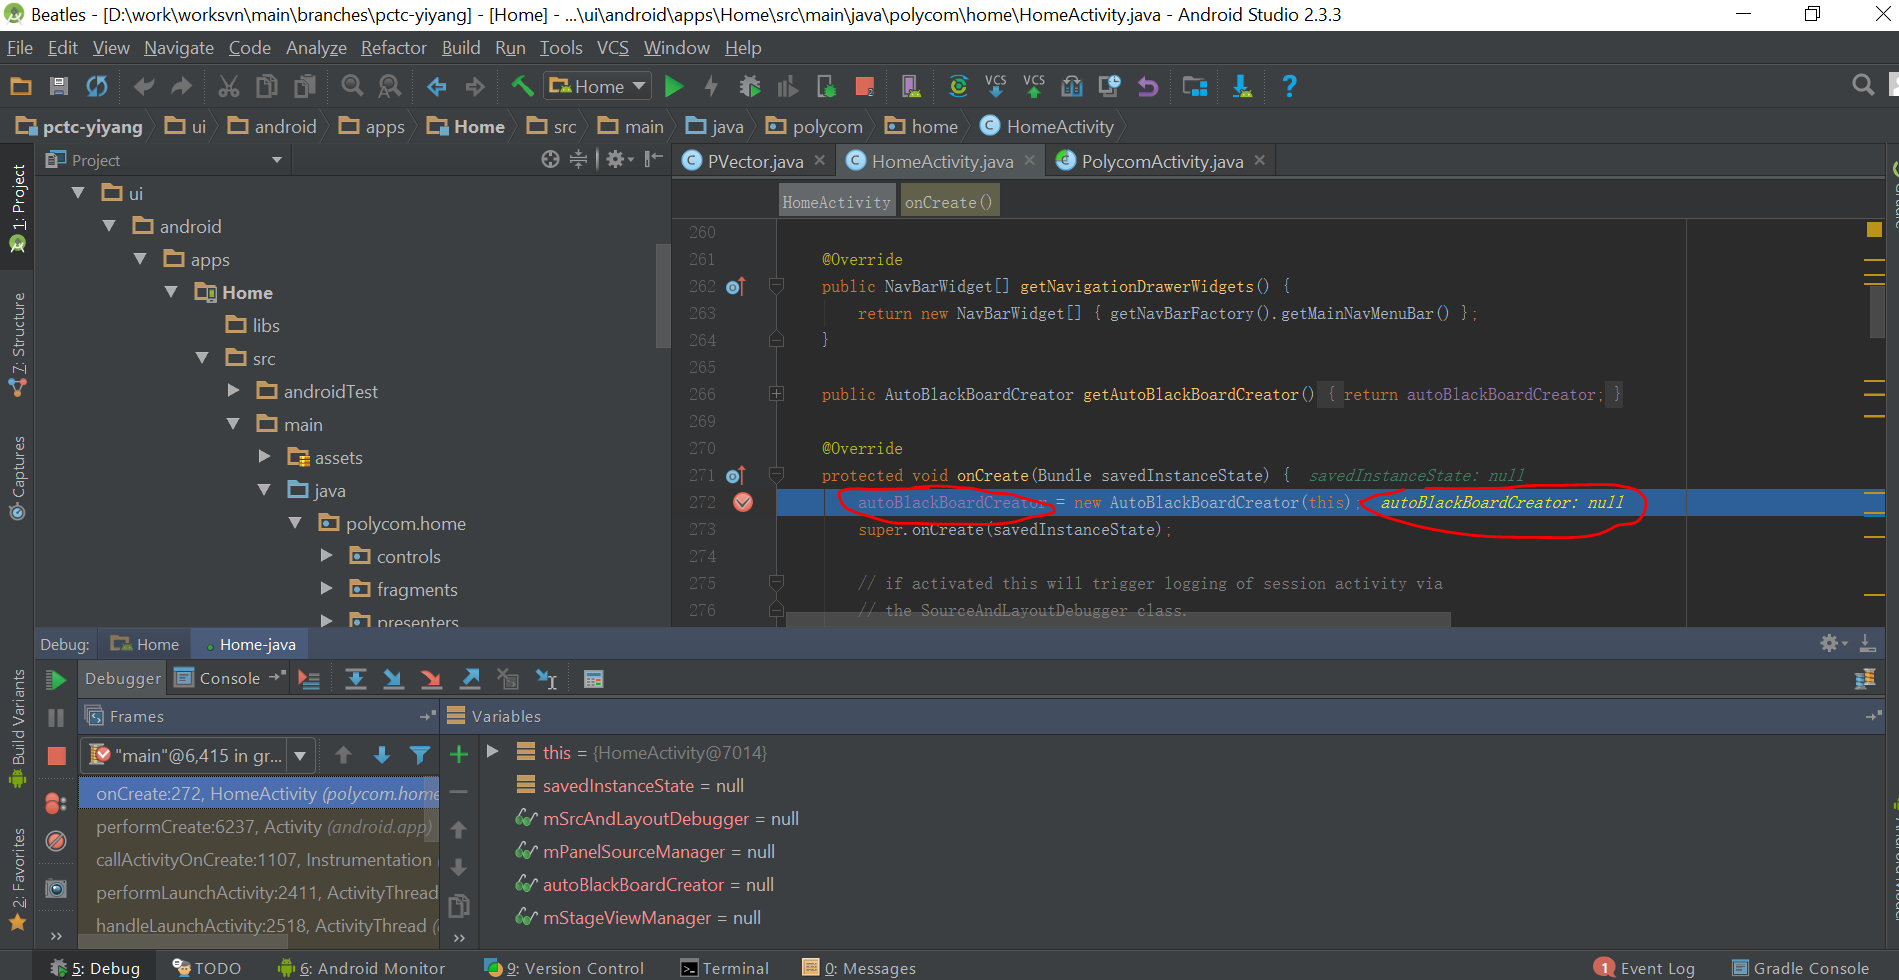 Beatles - [D:\work\worksvn\main\branches\pctc-yiyang] - [Home] - ...\ui\android\apps\Home\src\main\java\polycom\home\HomeActivity.java - Android Studio 2.3.3
File Edit View Navigate Code Analyze Refactor Build Run Tools VCS Window Help
Home VCS VCS ?
pctc-yiyang ui android apps Home src main java polycom home HomeActivity
Project PVector.java HomeActivity.java PolycomActivity.java
HomeActivity onCreate()
1: Project
7: Structure
Captures
Build Variants
2: Favorites
ui
android
apps
Home
libs
src
androidTest
main
assets
java
polycom.home
controls
fragments
presenters
260
261 @Override
262 public NavBarWidget[] getNavigationDrawerWidgets() {
263 return new NavBarWidget[] { getNavBarFactory().getMainNavMenuBar() };
264 }
265
266 public AutoBlackBoardCreator getAutoBlackBoardCreator() { return autoBlackBoardCreator; }
269
270 @Override
271 protected void onCreate(Bundle savedInstanceState) { savedInstanceState: null
272 autoBlackBoardCreator = new AutoBlackBoardCreator(this); autoBlackBoardCreator: null
273 super.onCreate(savedInstanceState);
274
275 // if activated this will trigger logging of session activity via
276 // the SourceAndLayoutDebugger class.
Debug: Home Home-java
Debugger Console
Frames Variables
"main"@6,415 in gr...
onCreate:272, HomeActivity (polycom.home
performCreate:6237, Activity (android.app)
callActivityOnCreate:1107, Instrumentation
performLaunchActivity:2411, ActivityThread
handleLaunchActivity:2518, ActivityThread
this = {HomeActivity@7014}
savedInstanceState = null
mSrcAndLayoutDebugger = null
mPanelSourceManager = null
autoBlackBoardCreator = null
mStageViewManager = null
5: Debug TODO 6: Android Monitor 9: Version Control Terminal 0: Messages 1 Event Log Gradle Console